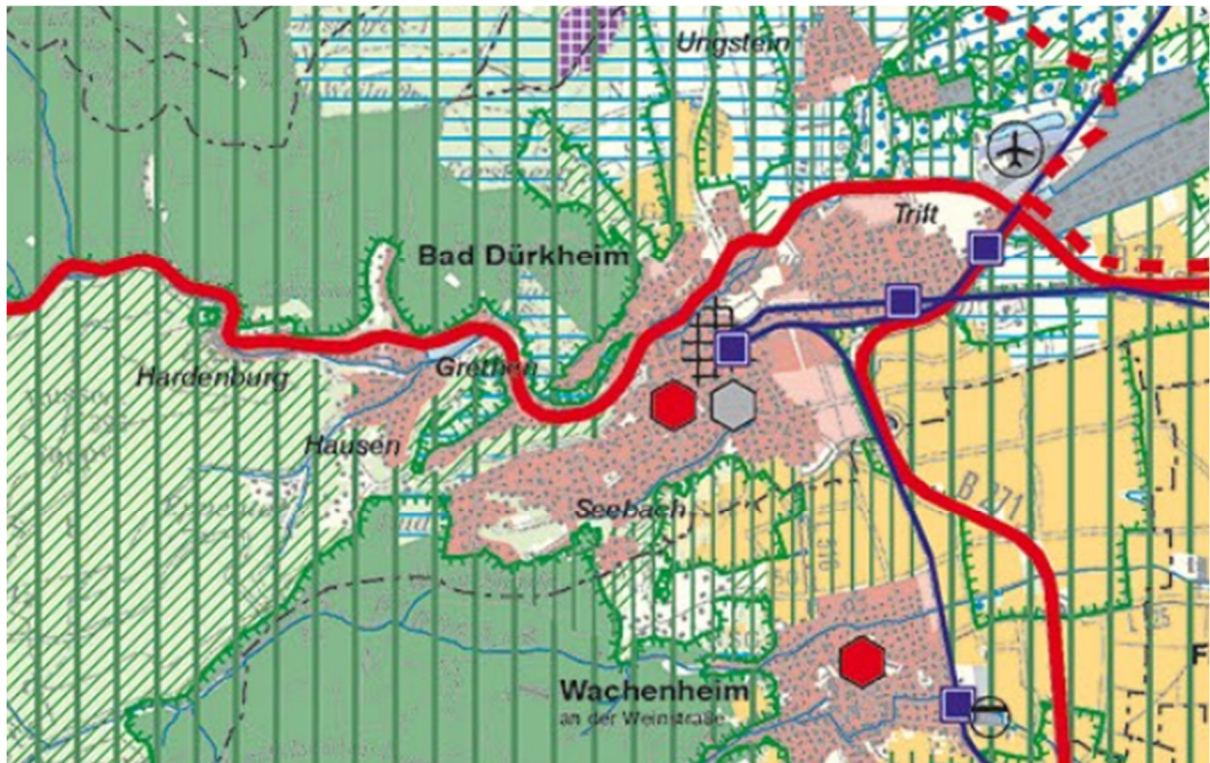 Ungstein
Trift
Bad Dürkheim
Hardenburg
Grethen
Hausen
B 271
Seebach
Wachenheim
an der Weinstraße
F